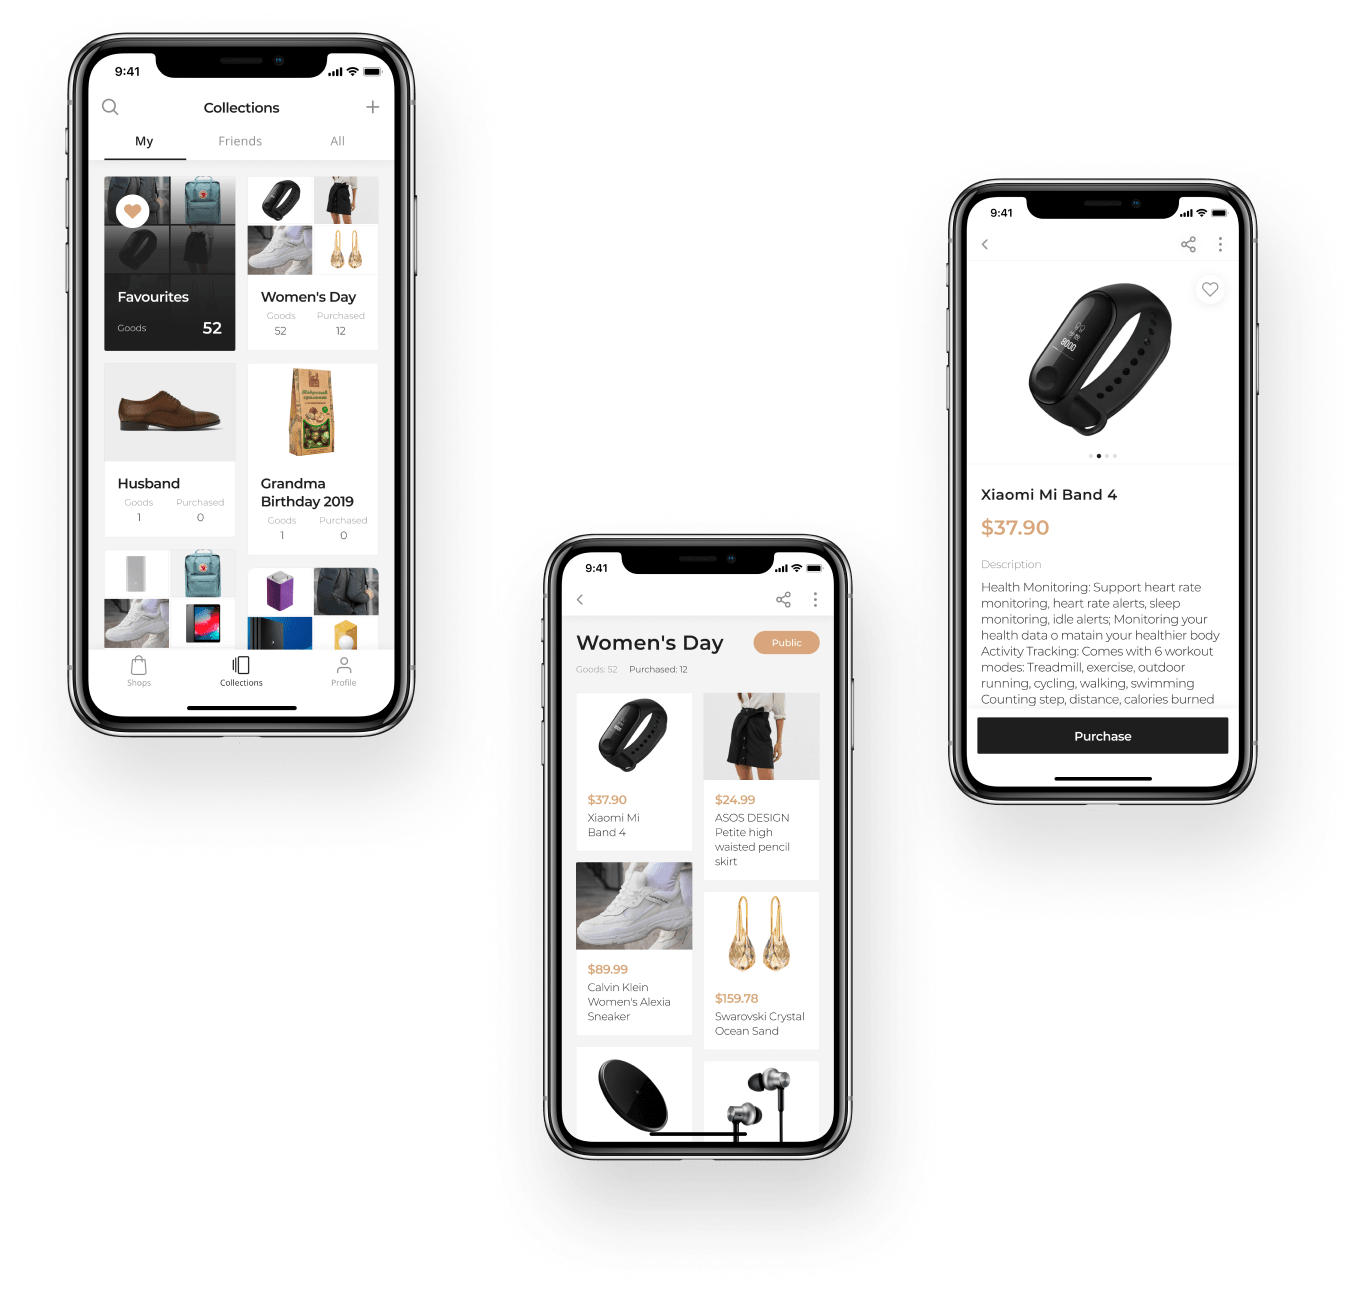 9:41
Collections
My
Friends
All
Favourites
Goods
52
Women's Day
Goods
Purchased
52
12
Husband
Goods
Purchased
1
0
Grandma
Birthday 2019
Goods
Purchased
1
0
Shops
Collections
Profile
9:41
Women's Day
Public
Goods: 52
Purchased: 12
$37.90
Xiaomi Mi
Band 4
$24.99
ASOS DESIGN
Petite high
waisted pencil
skirt
$89.99
Calvin Klein
Women's Alexia
Sneaker
$159.78
Swarovski Crystal
Ocean Sand
9:41
8000
Xiaomi Mi Band 4
$37.90
Description
Health Monitoring: Support heart rate
monitoring, heart rate alerts, sleep
monitoring, idle alerts; Monitoring your
health data o matain your healthier body
Activity Tracking: Comes with 6 workout
modes: Treadmill, exercise, outdoor
running, cycling, walking, swimming
Counting step, distance, calories burned
Purchase